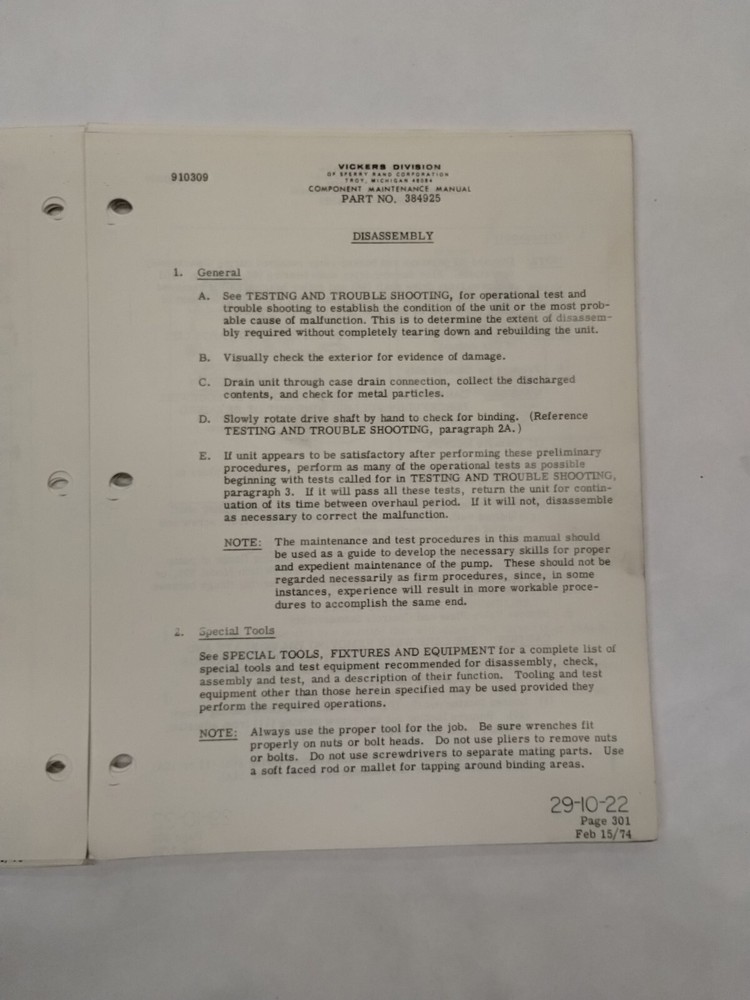 910309
VICKERS DIVISION
OF SPERRY RAND CORPORATION
TROY, MICHIGAN 48084
COMPONENT MAINTENANCE MANUAL
PART NO. 384925
DISASSEMBLY
1. General
A. See TESTING AND TROUBLE SHOOTING, for operational test and
trouble shooting to establish the condition of the unit or the most prob-
able cause of malfunction. This is to determine the extent of disassem-
bly required without completely tearing down and rebuilding the unit.
B. Visually check the exterior for evidence of damage.
C. Drain unit through case drain connection, collect the discharged
contents, and check for metal particles.
D. Slowly rotate drive shaft by hand to check for binding. (Reference
TESTING AND TROUBLE SHOOTING, paragraph 2A.)
E. If unit appears to be satisfactory after performing these preliminary
procedures, perform as many of the operational tests as possible
beginning with tests called for in TESTING AND TROUBLE SHOOTING,
paragraph 3. If it will pass all these tests, return the unit for contin-
uation of its time between overhaul period. If it will not, disassemble
as necessary to correct the malfunction.
NOTE: The maintenance and test procedures in this manual should
be used as a guide to develop the necessary skills for proper
and expedient maintenance of the pump. These should not be
regarded necessarily as firm procedures, since, in some
instances, experience will result in more workable proce-
dures to accomplish the same end.
2. Special Tools
See SPECIAL TOOLS, FIXTURES AND EQUIPMENT for a complete list of
special tools and test equipment recommended for disassembly, check,
assembly and test, and a description of their function. Tooling and test
equipment other than those herein specified may be used provided they
perform the required operations.
NOTE: Always use the proper tool for the job. Be sure wrenches fit
properly on nuts or bolt heads. Do not use pliers to remove nuts
or bolts. Do not use screwdrivers to separate mating parts. Use
a soft faced rod or mallet for tapping around binding areas.
29-10-22
Page 301
Feb 15/74